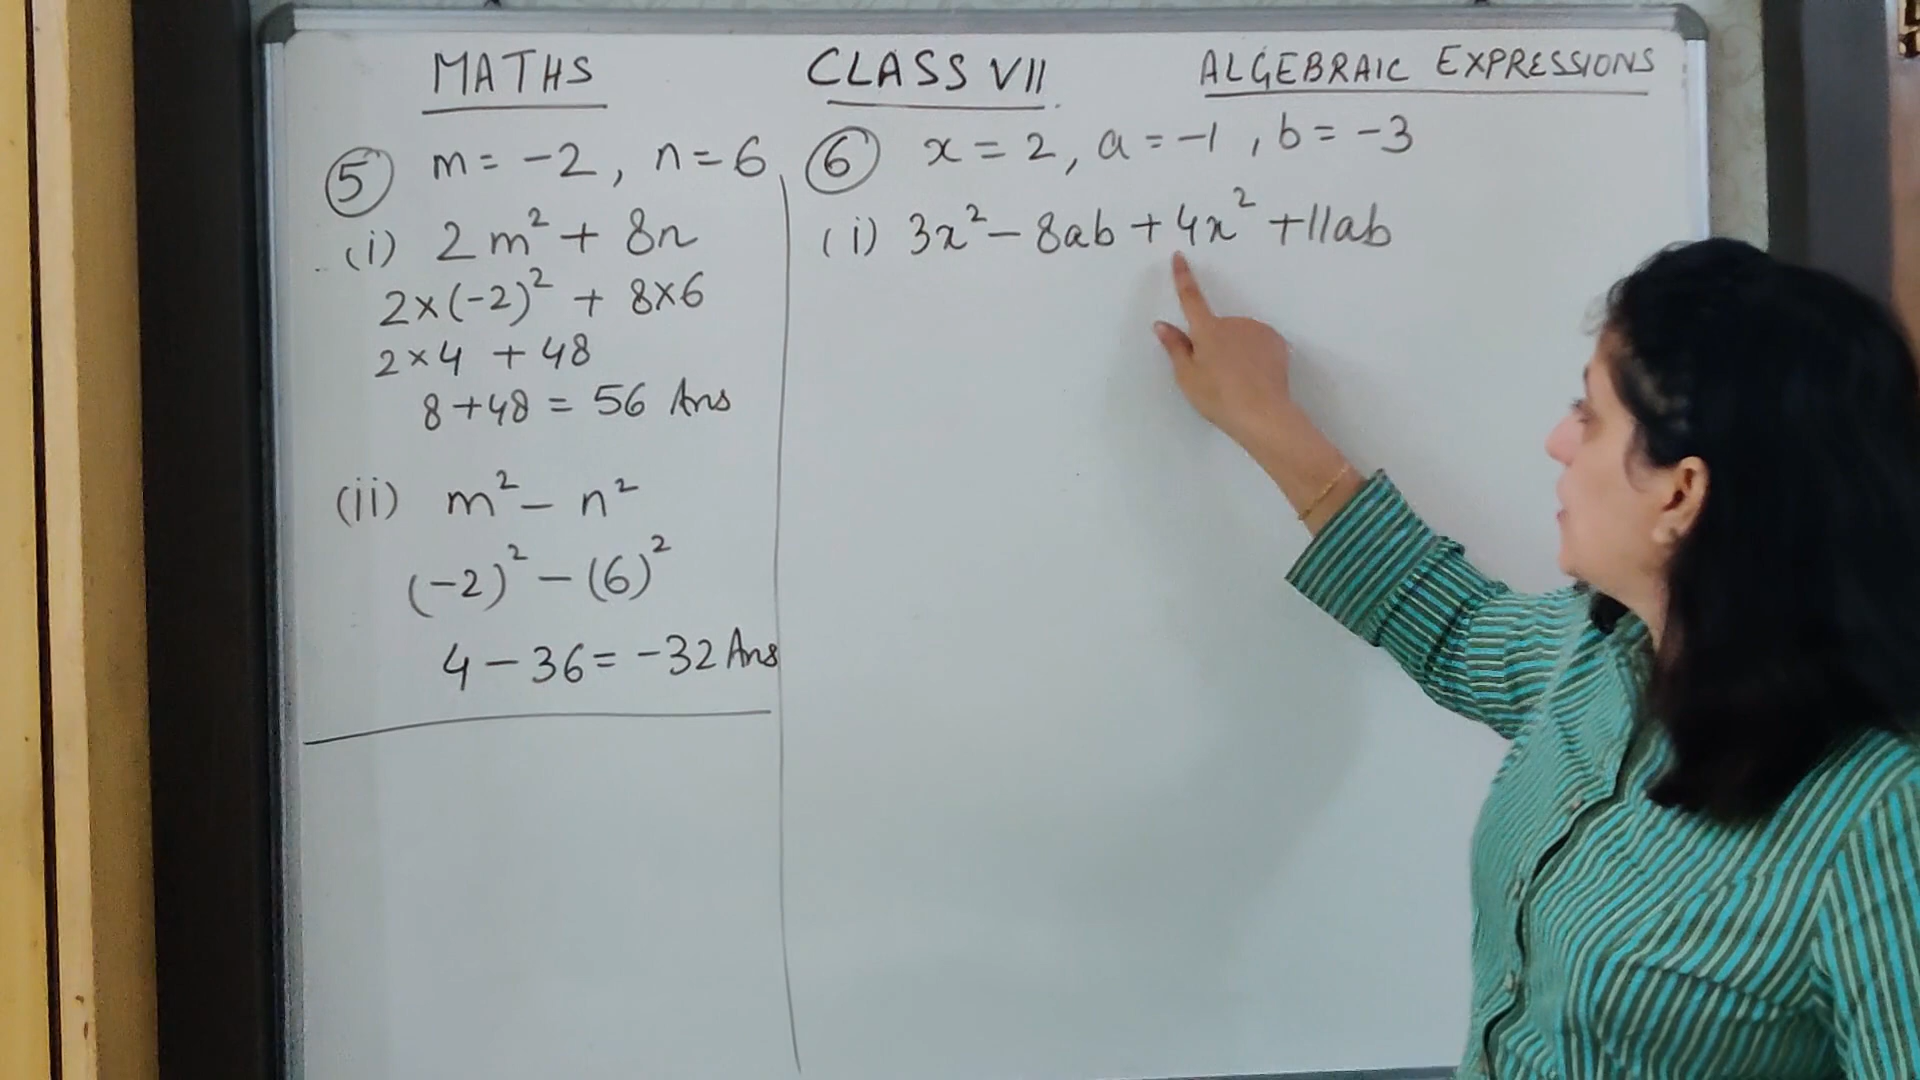 MATHS CLASS VII ALGEBRAIC EXPRESSIONS
⑤ m = -2, n = 6
(i) 2m² + 8n
2×(-2)² + 8×6
2×4 + 48
8+48 = 56 Ans
(ii) m² - n²
(-2)² - (6)²
4 - 36 = -32 Ans
⑥ x = 2, a = -1, b = -3
(i) 3x² - 8ab + 4x² + 11ab